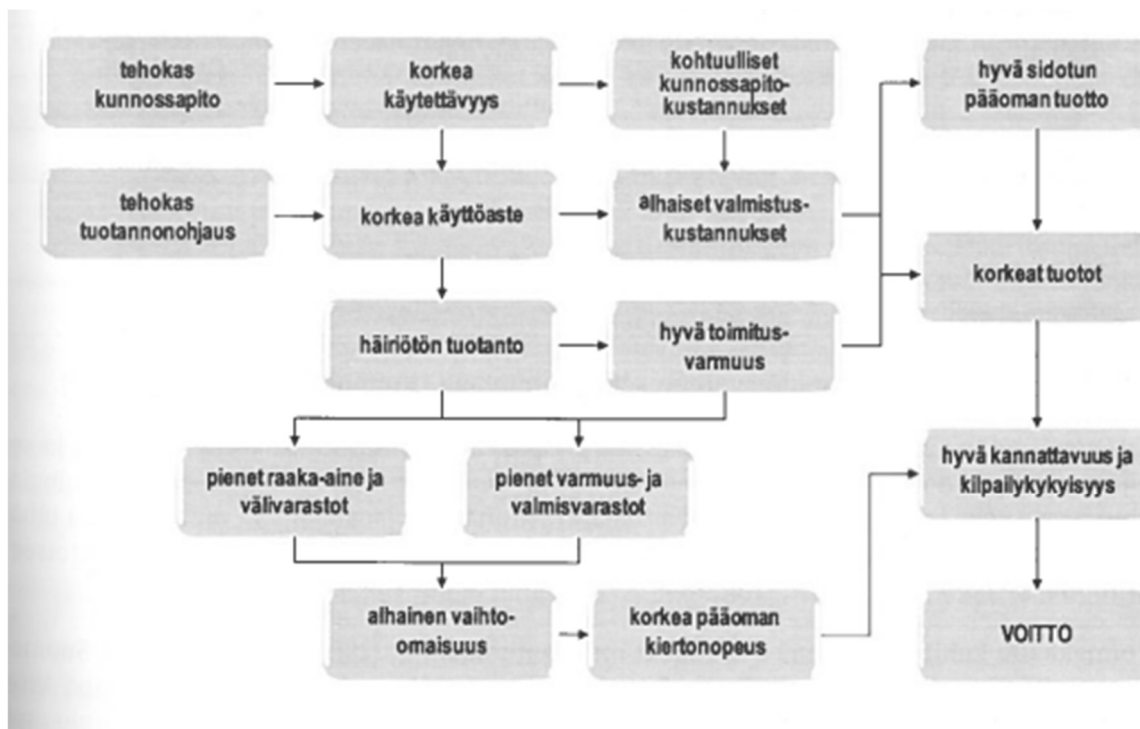 tehokas
kunnossapito
korkea
käytettävyys
kohtuulliset
kunnossapito-
kustannukset
hyvä sidotun
pääoman tuotto
tehokas
tuotannonohjaus
korkea käyttöaste
alhaiset valmistus-
kustannukset
korkeat tuotot
häiriötön tuotanto
hyvä toimitus-
varmuus
pienet raaka-aine ja
välivarastot
pienet varmuus- ja
valmisvarastot
hyvä kannattavuus ja
kilpailykykyisyys
alhainen vaihto-
omaisuus
korkea pääoman
kiertonopeus
VOITTO